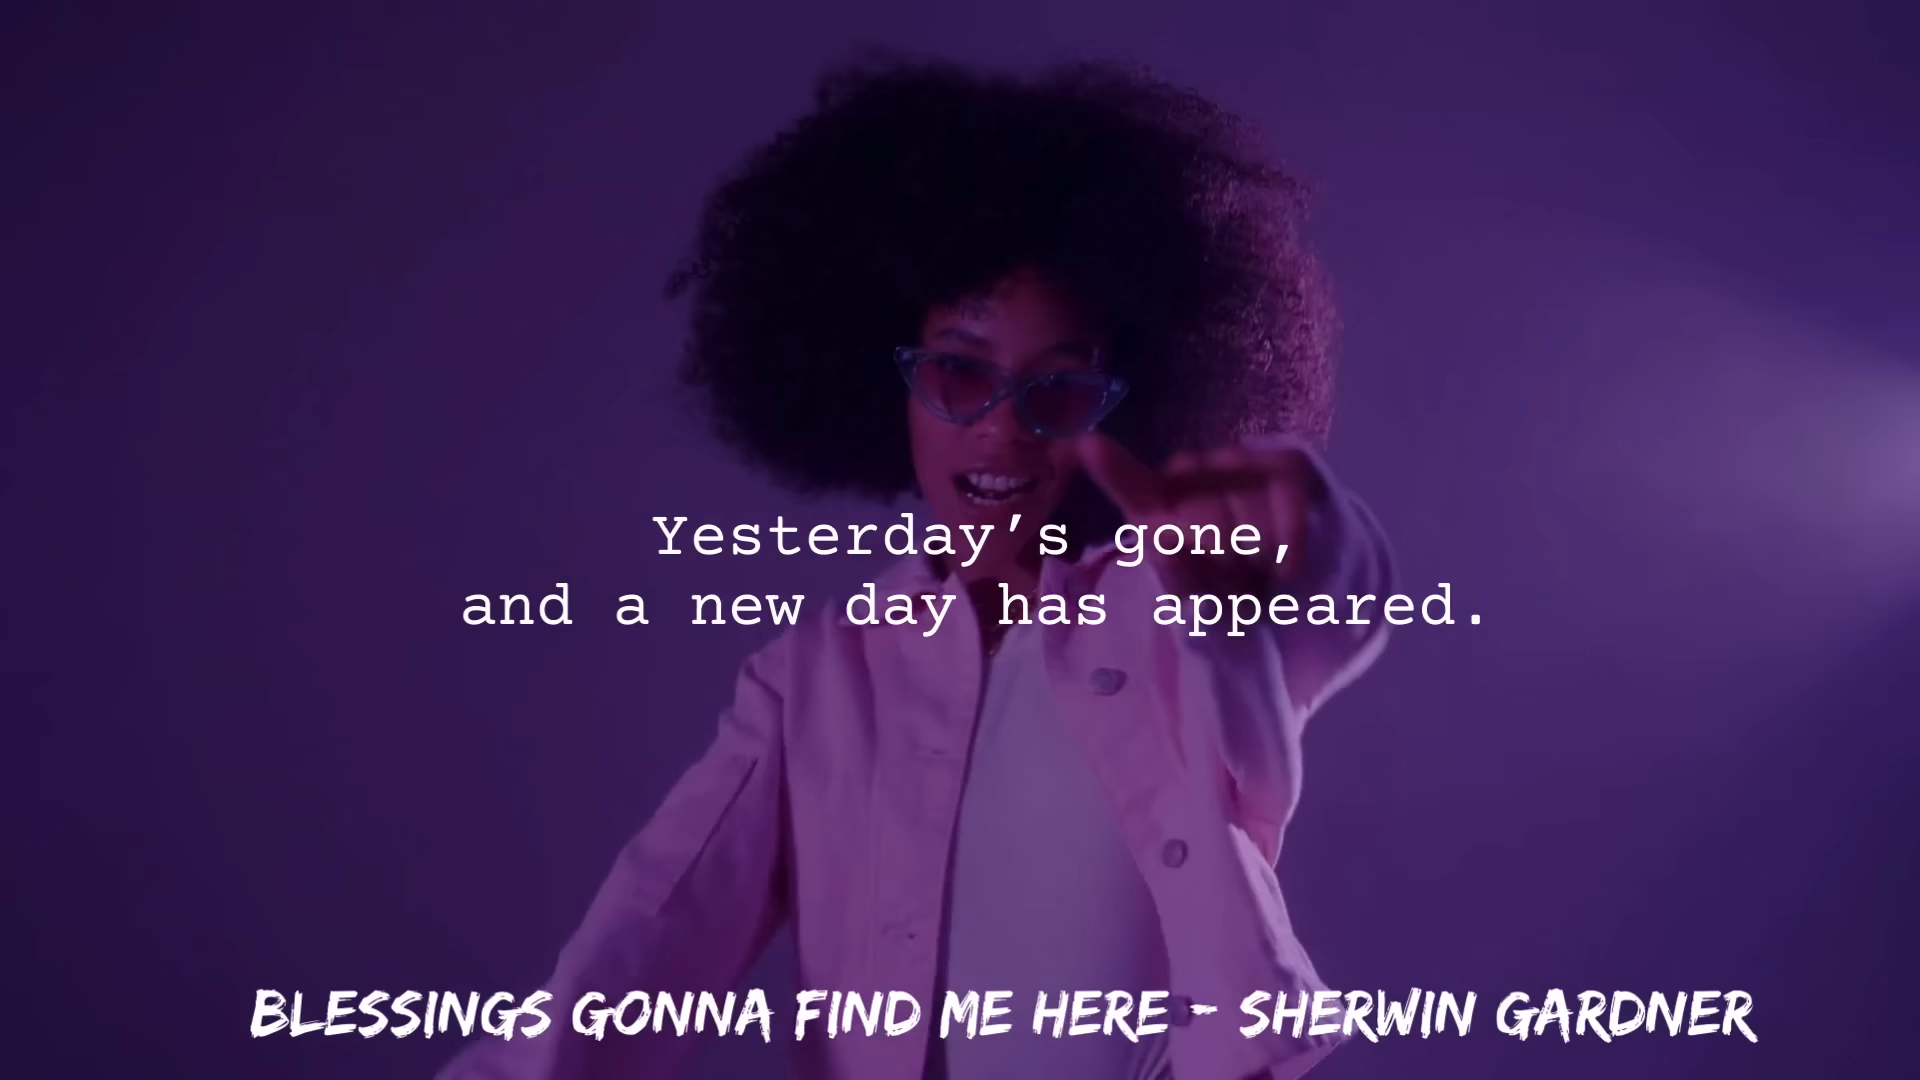 Yesterday’s gone,
and a new day has appeared.
BLESSINGS GONNA FIND ME HERE - SHERWIN GARDNER